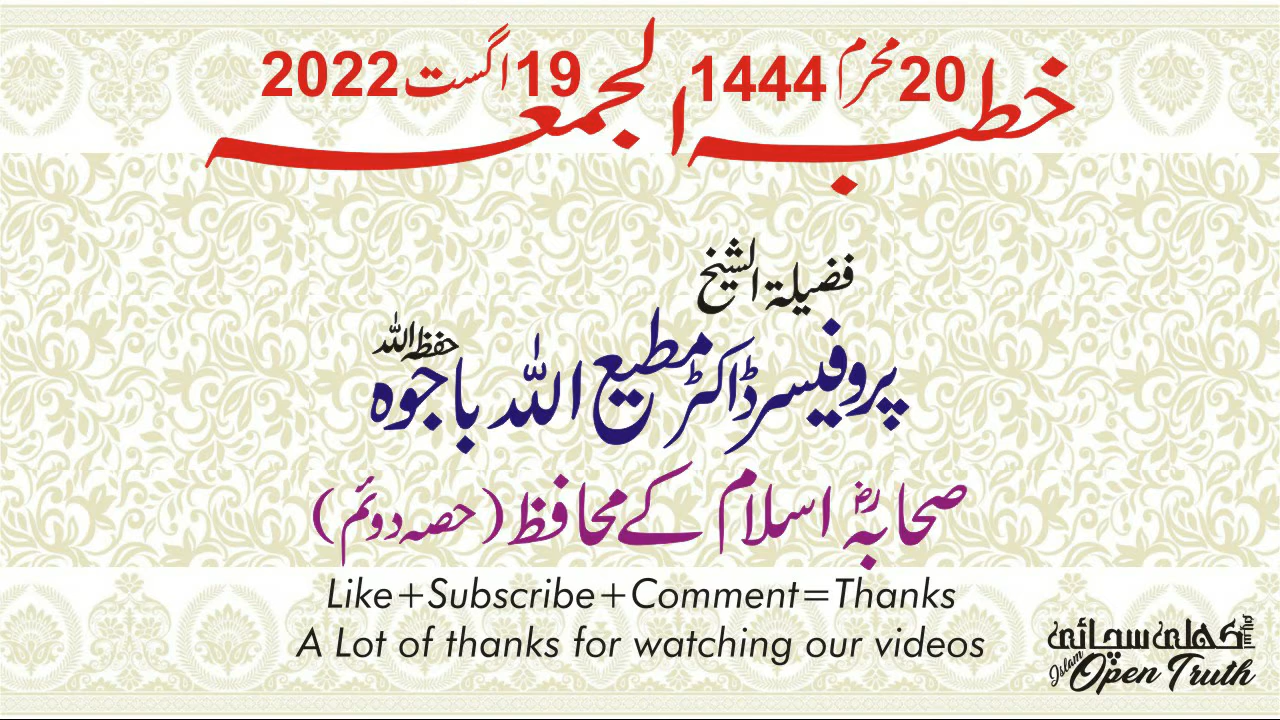 خطبہ الجمعہ
20 محرم 1444 19 اگست 2022
فضیلۃ الشیخ
پروفیسر ڈاکٹر مطیع اللہ باجوہ حفظہ اللہ
صحابہؓ اسلام کے محافظ (حصہ دوئم)
Like+Subscribe+Comment=Thanks
A Lot of thanks for watching our videos
اسلام کھلی سچائی
Islam Open Truth